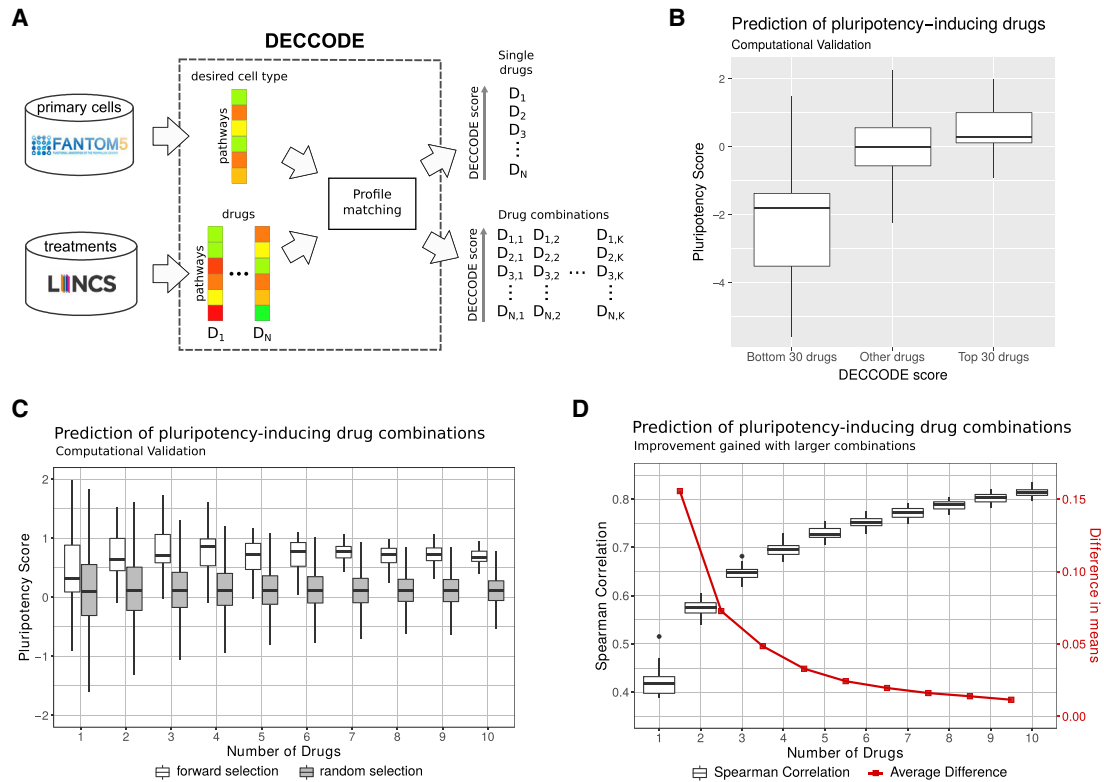 A
DECCODE
primary cells
FANTOM5
desired cell type
pathways
treatments
LINCS
drugs
pathways
D1
DN
Profile
matching
Single
drugs
DECCODE score
D1
D2
D3
DN
Drug combinations
DECCODE score
D1,1 D1,2 D1,K
D2,1 D2,2 D2,K
D3,1 D3,2 ... D3,K
DN,1 DN,2 DN,K
B
Prediction of pluripotency−inducing drugs
Computational Validation
Pluripotency Score
2
0
−2
−4
Bottom 30 drugs Other drugs Top 30 drugs
DECCODE score
C
Prediction of pluripotency-inducing drug combinations
Computational Validation
Pluripotency Score
2
1
0
−1
−2
1 2 3 4 5 6 7 8 9 10
Number of Drugs
forward selection random selection
D
Prediction of pluripotency-inducing drug combinations
Improvement gained with larger combinations
Spearman Correlation
0.8
0.7
0.6
0.5
0.4
0.15
0.10
0.05
0.00
Difference in means
1 2 3 4 5 6 7 8 9 10
Number of Drugs
Spearman Correlation Average Difference